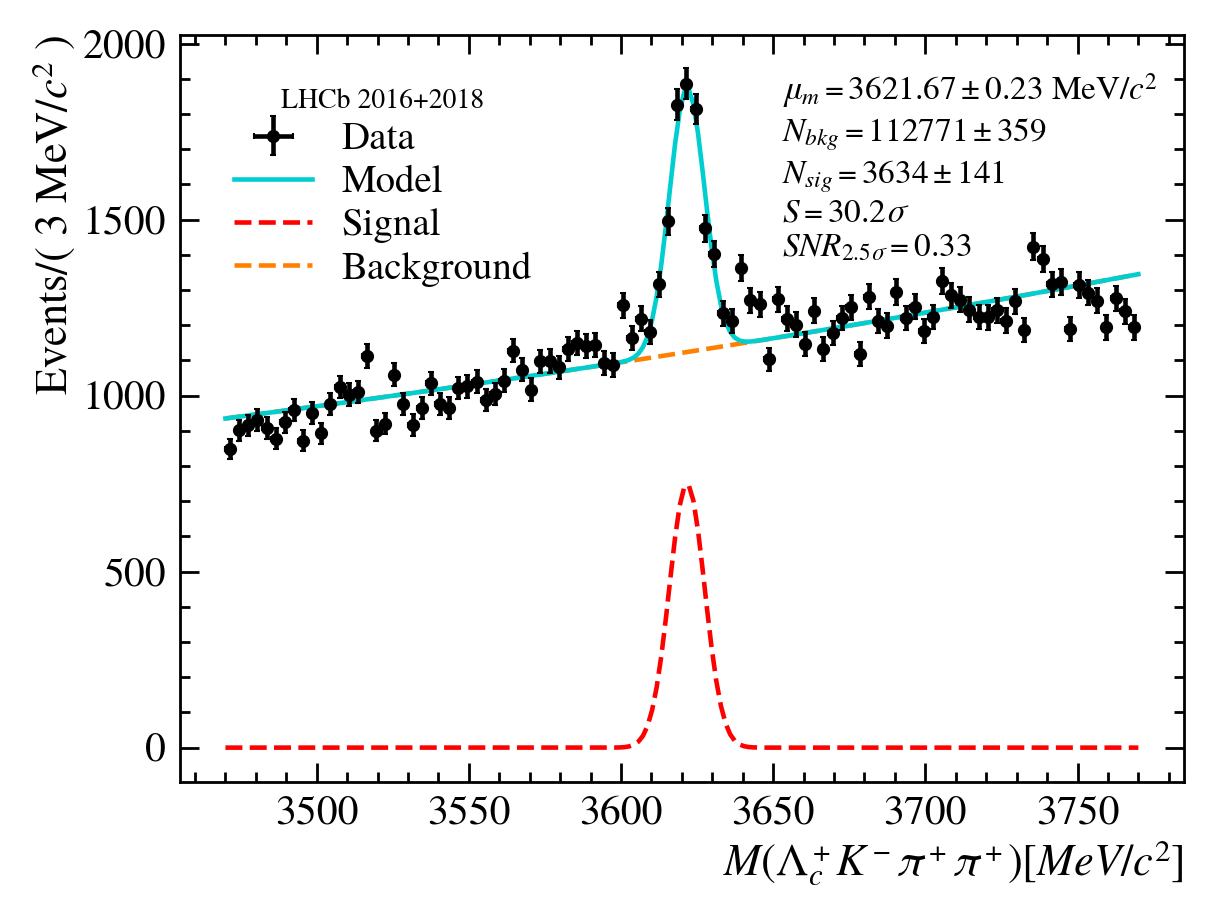 Events/( 3 MeV/c² )
2000
1500
1000
500
0
LHCb 2016+2018
Data
Model
Signal
Background
μₘ = 3621.67 ± 0.23 MeV/c²
N_bkg = 112771 ± 359
N_sig = 3634 ± 141
S = 30.2σ
SNR_2.5σ = 0.33
3500 3550 3600 3650 3700 3750
M(Λ_c⁺K⁻π⁺π⁺)[MeV/c²]